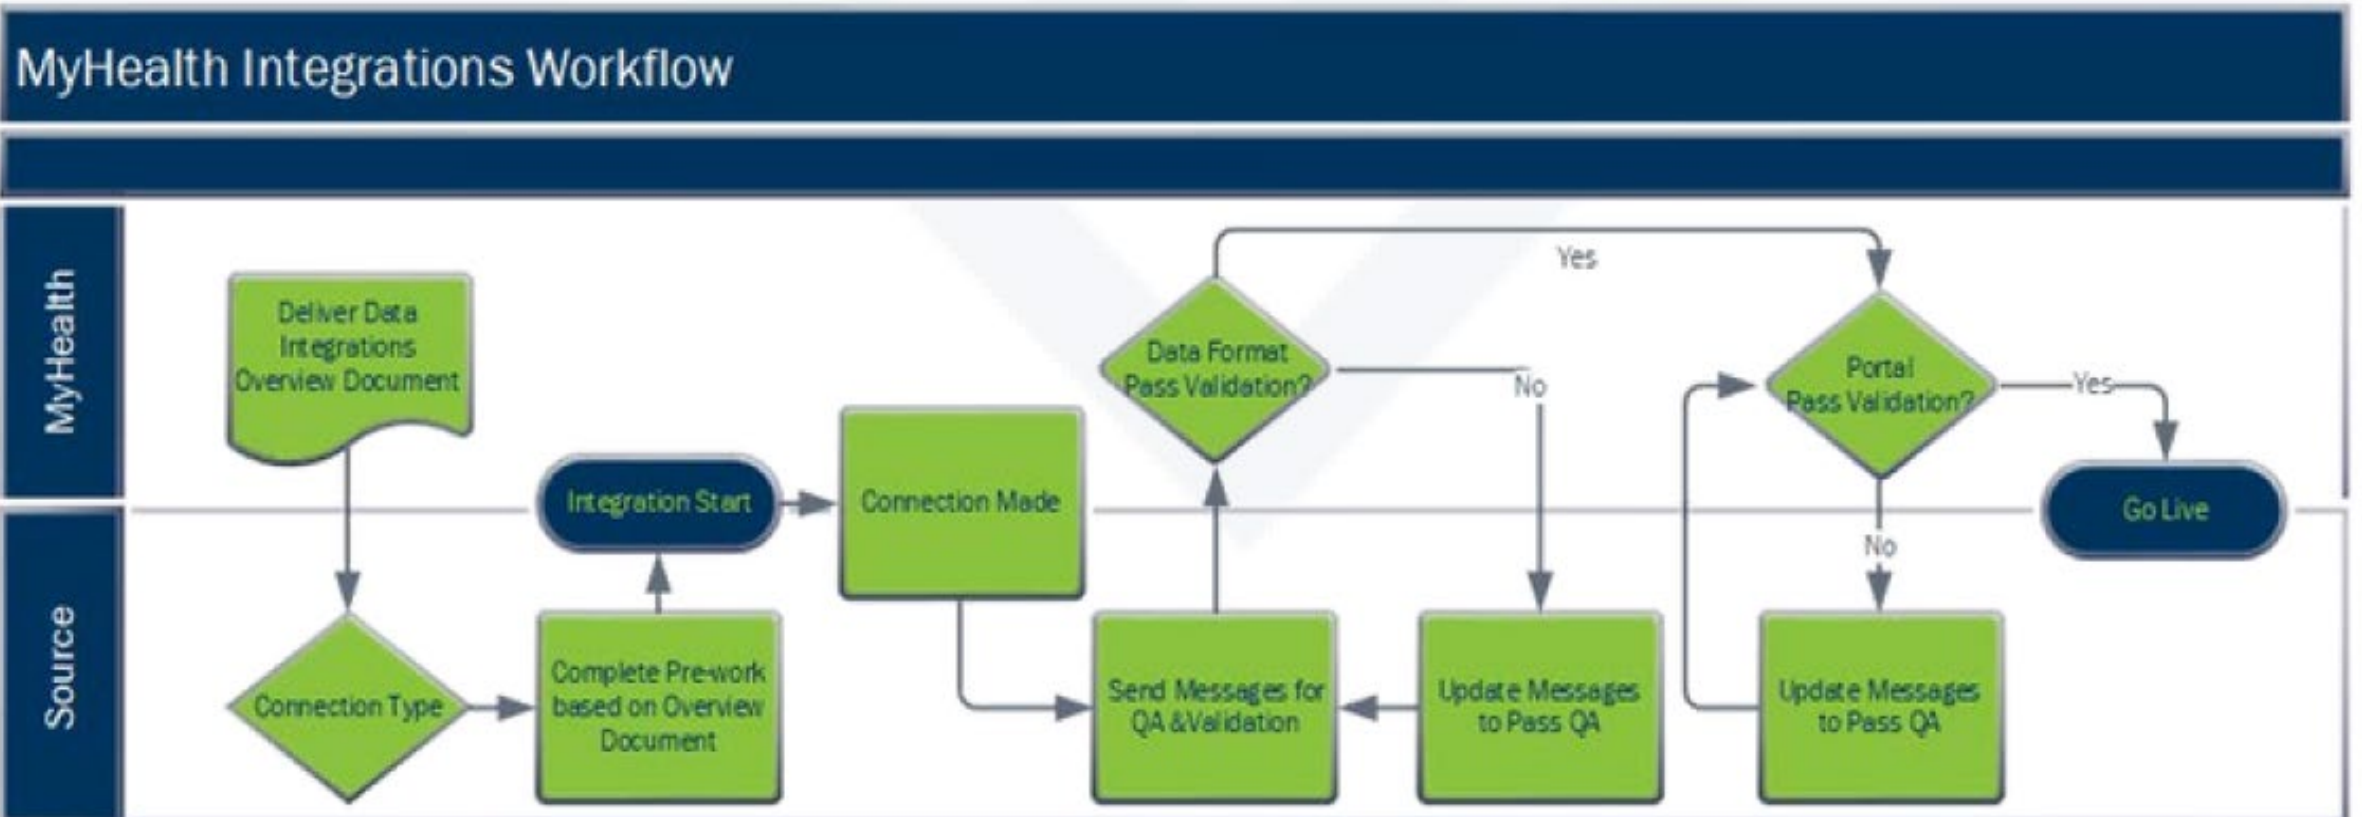 MyHealth Integrations Workflow
MyHealth
Deliver Data
Integrations
Overview Document
Integration Start
Connection Made
Data Format
Pass Validation?
Yes
No
Portal
Pass Validation?
Yes
No
Go Live
Source
Connection Type
Complete Pre-work
based on Overview
Document
Send Messages for
QA &Validation
Update Messages
to Pass QA
Update Messages
to Pass QA